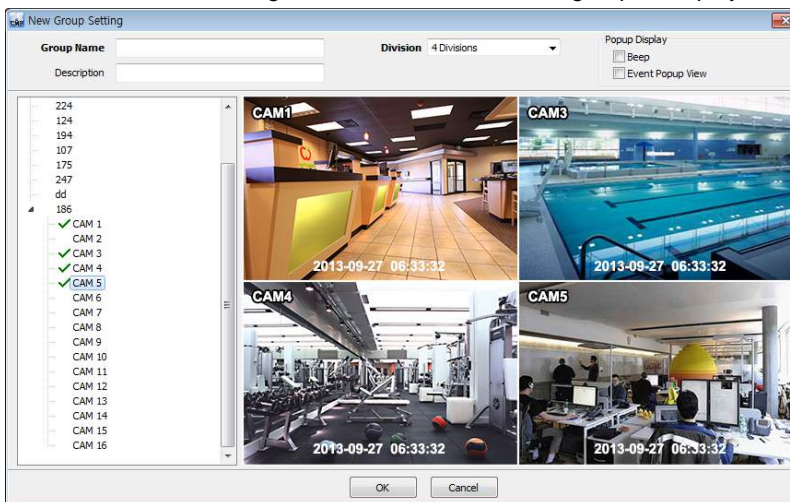 New Group Setting
Group Name
Division 4 Divisions
Popup Display
Beep
Description
Event Popup View
224
124
194
107
175
247
dd
186
CAM 1
CAM 2
CAM 3
CAM 4
CAM 5
CAM 6
CAM 7
CAM 8
CAM 9
CAM 10
CAM 11
CAM 12
CAM 13
CAM 14
CAM 15
CAM 16
CAM1
2013-09-27 06:33:32
CAM3
2013-09-27 06:33:32
CAM4
2013-09-27 06:33:32
CAM5
2013-09-27 06:33:32
OK Cancel